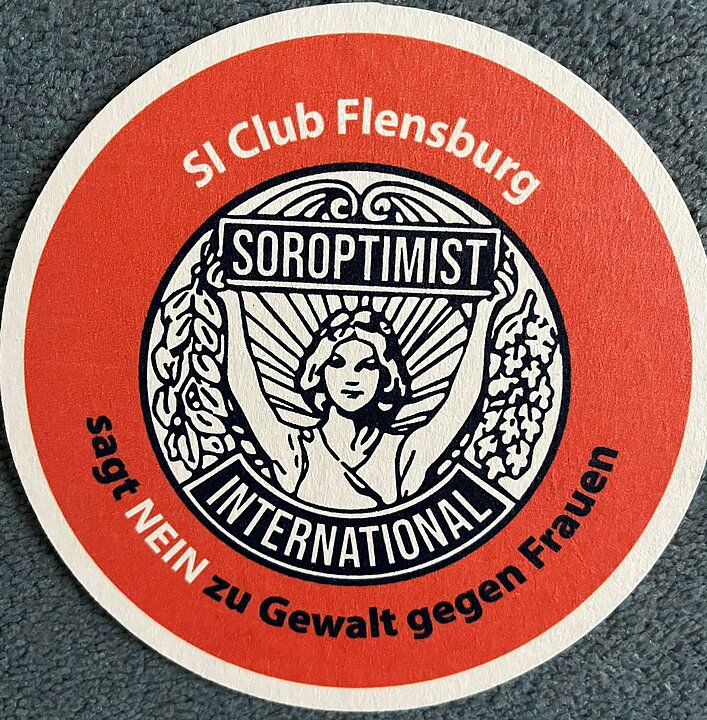 SI Club Flensburg
SOROPTIMIST
INTERNATIONAL
sagt NEIN zu Gewalt gegen Frauen